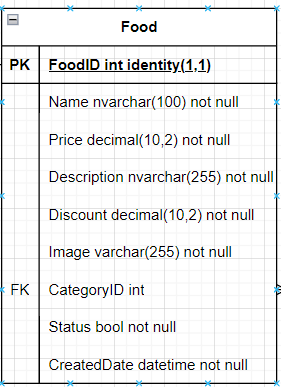 Food
PK FoodID int identity(1,1)
Name nvarchar(100) not null
Price decimal(10,2) not null
Description nvarchar(255) not null
Discount decimal(10,2) not null
Image varchar(255) not null
FK CategoryID int
Status bool not null
CreatedDate datetime not null